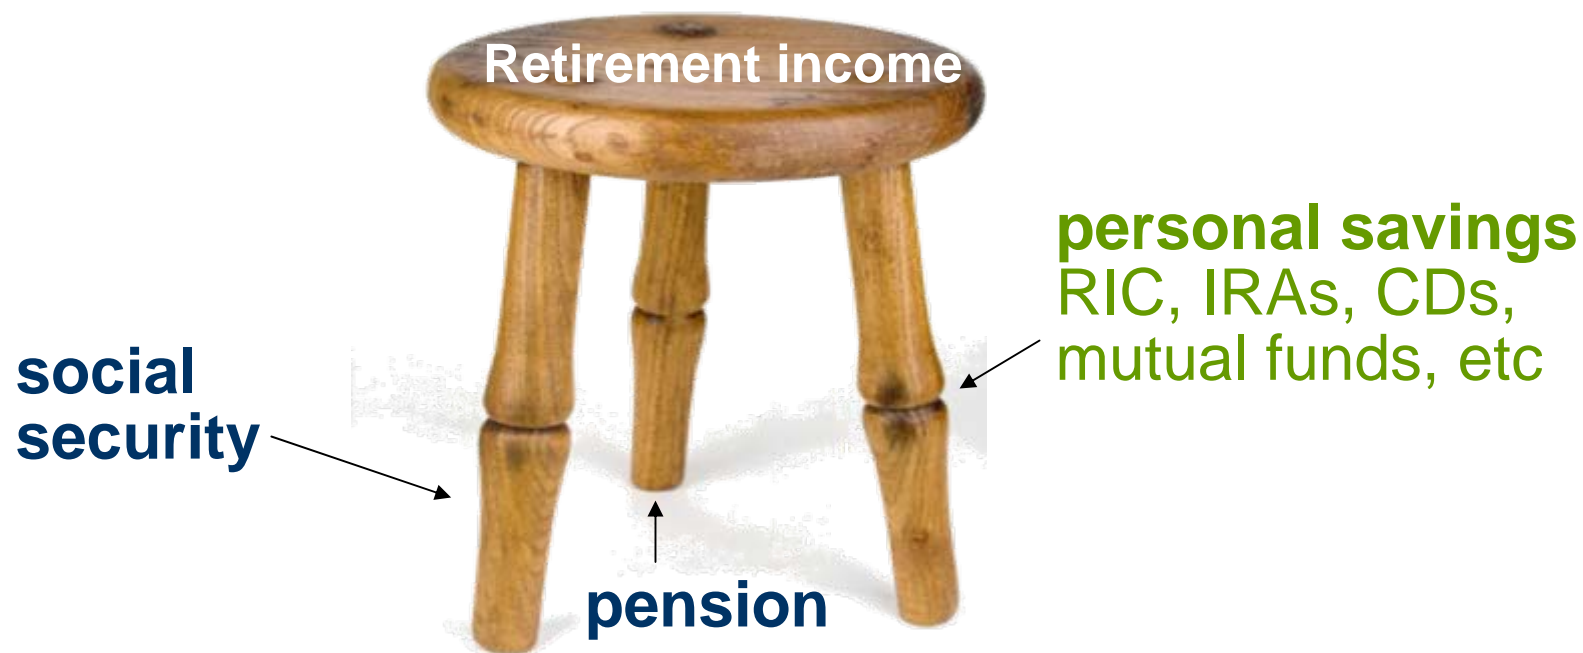 Retirement income
personal savings
RIC, IRAs, CDs,
mutual funds, etc
social
security
pension